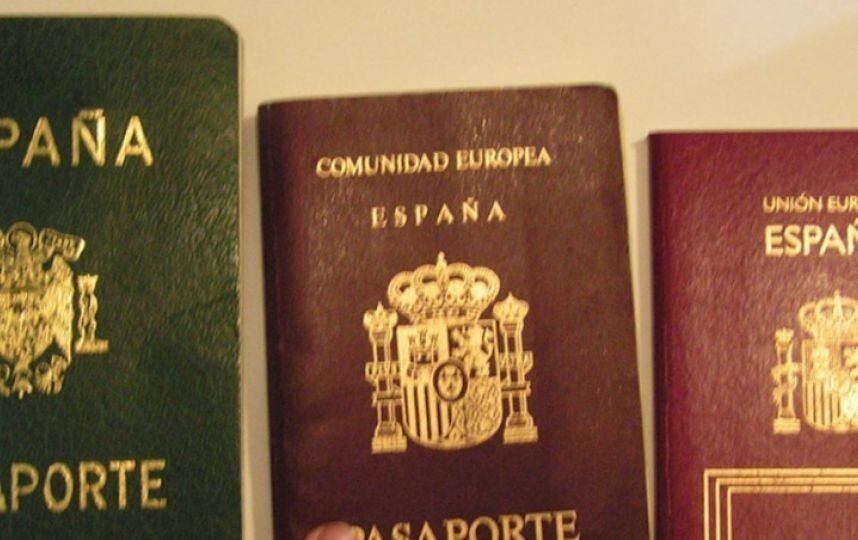 PAÑA
APORTE
COMUNIDAD EUROPEA
ESPAÑA
PASAPORTE
UNIÓN EUR
ESPAÑ